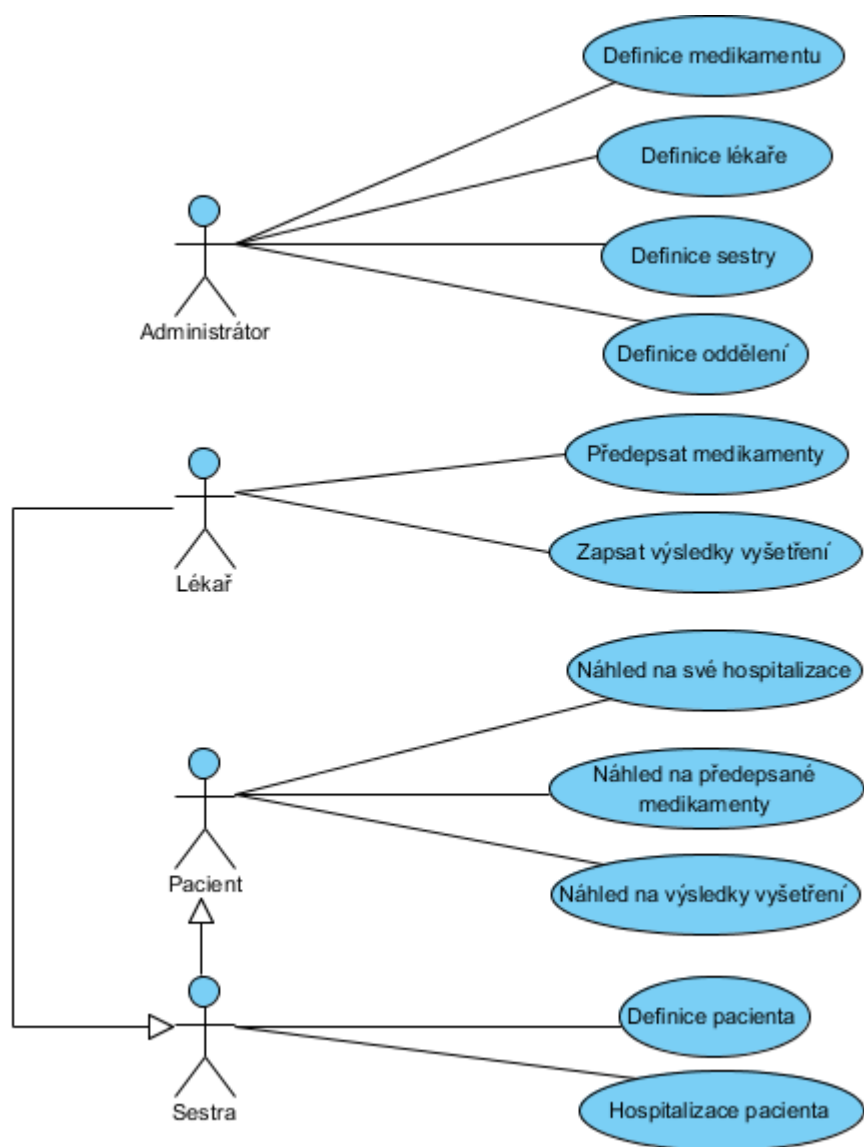 Definice medikamentu
Definice lékaře
Definice sestry
Administrátor
Definice oddělení
Předepsat medikamenty
Zapsat výsledky vyšetření
Lékař
Náhled na své hospitalizace
Náhled na předepsané
medikamenty
Pacient
Náhled na výsledky vyšetření
Definice pacienta
Sestra
Hospitalizace pacienta